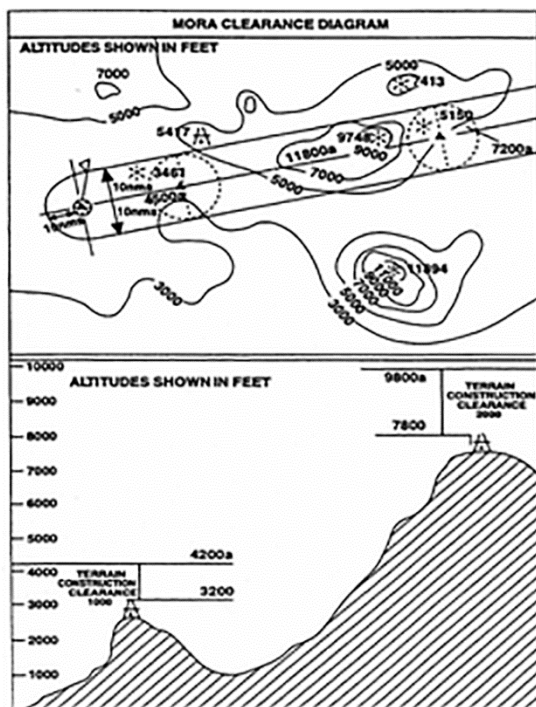 MORA CLEARANCE DIAGRAM
ALTITUDES SHOWN IN FEET
7000
5000
5000
7413
5417
5150
9748
9000
11800a
7000
7200a
5000
3461
4500a
10nms
10nms
10nms
3000
11894
9000
7000
5000
3000
10000
ALTITUDES SHOWN IN FEET
9800a
TERRAIN
CONSTRUCTION
CLEARANCE
2000
9000
7800
8000
7000
6000
5000
4200a
4000
TERRAIN
CONSTRUCTION
CLEARANCE
1000
3200
3000
2000
1000